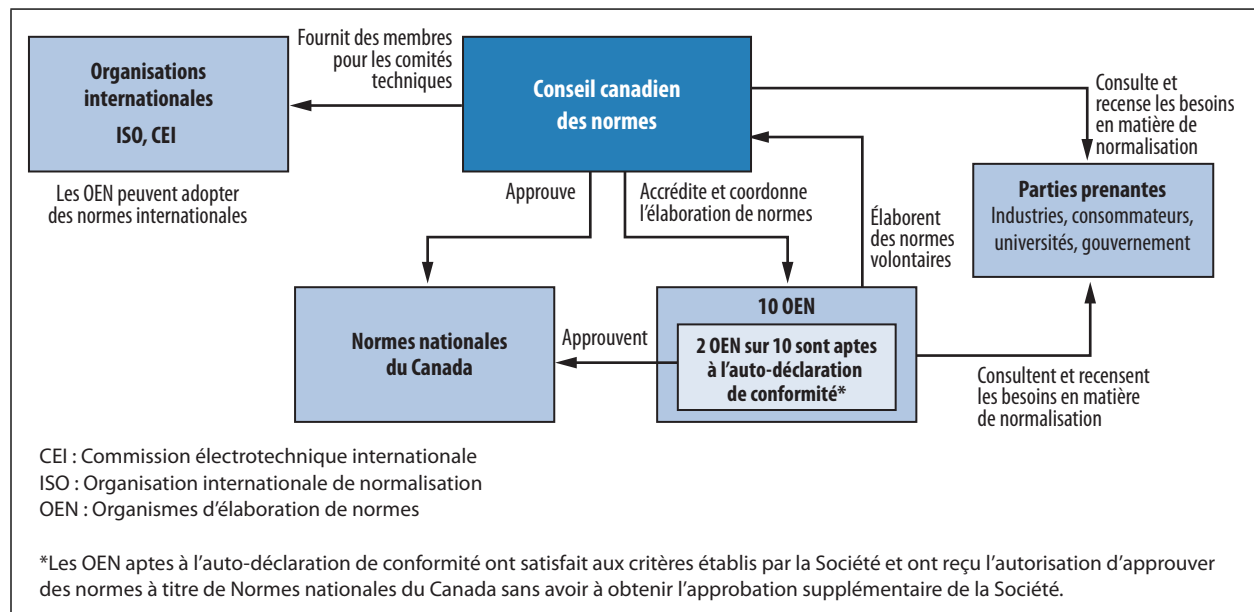 Fournit des membres
pour les comités
techniques
Organisations
internationales
ISO, CEI
Les OEN peuvent adopter
des normes internationales
Conseil canadien
des normes
Consulte et
recense les besoins
en matière de
normalisation
Approuve
Accrédite et coordonne
l’élaboration de normes
Élaborent
des normes
volontaires
Parties prenantes
Industries, consommateurs,
universités, gouvernement
Normes nationales
du Canada
Approuvent
10 OEN
2 OEN sur 10 sont aptes
à l’auto-déclaration
de conformité*
Consultent et recensent
les besoins en matière
de normalisation
CEI : Commission électrotechnique internationale
ISO : Organisation internationale de normalisation
OEN : Organismes d’élaboration de normes
*Les OEN aptes à l’auto-déclaration de conformité ont satisfait aux critères établis par la Société et ont reçu l’autorisation d’approuver
des normes à titre de Normes nationales du Canada sans avoir à obtenir l’approbation supplémentaire de la Société.